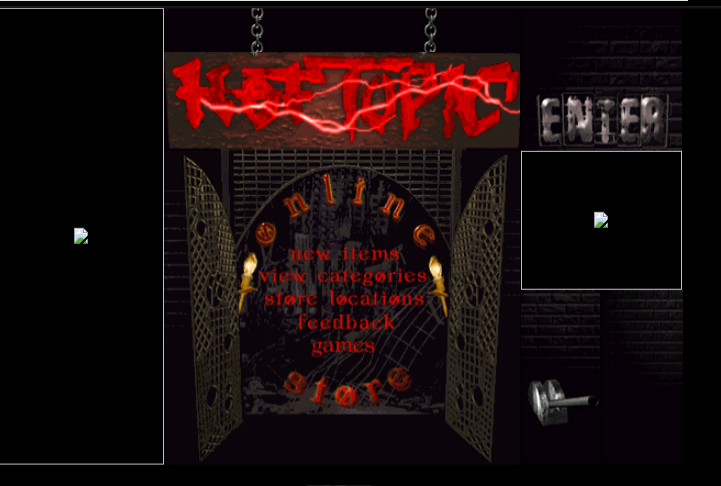 HOT TOPIC
ENTER
online
new items
view categories
store locations
feedback
games
store